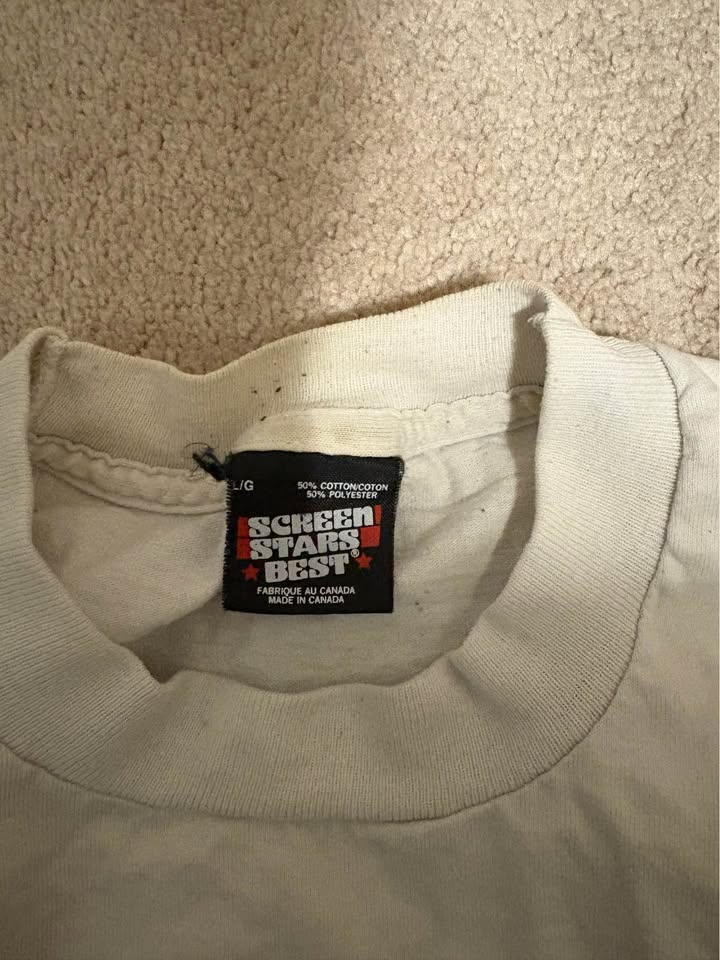 L/G
50% COTTON/COTON
50% POLYESTER
SCREEN
STARS
BEST®
FABRIQUE AU CANADA
MADE IN CANADA